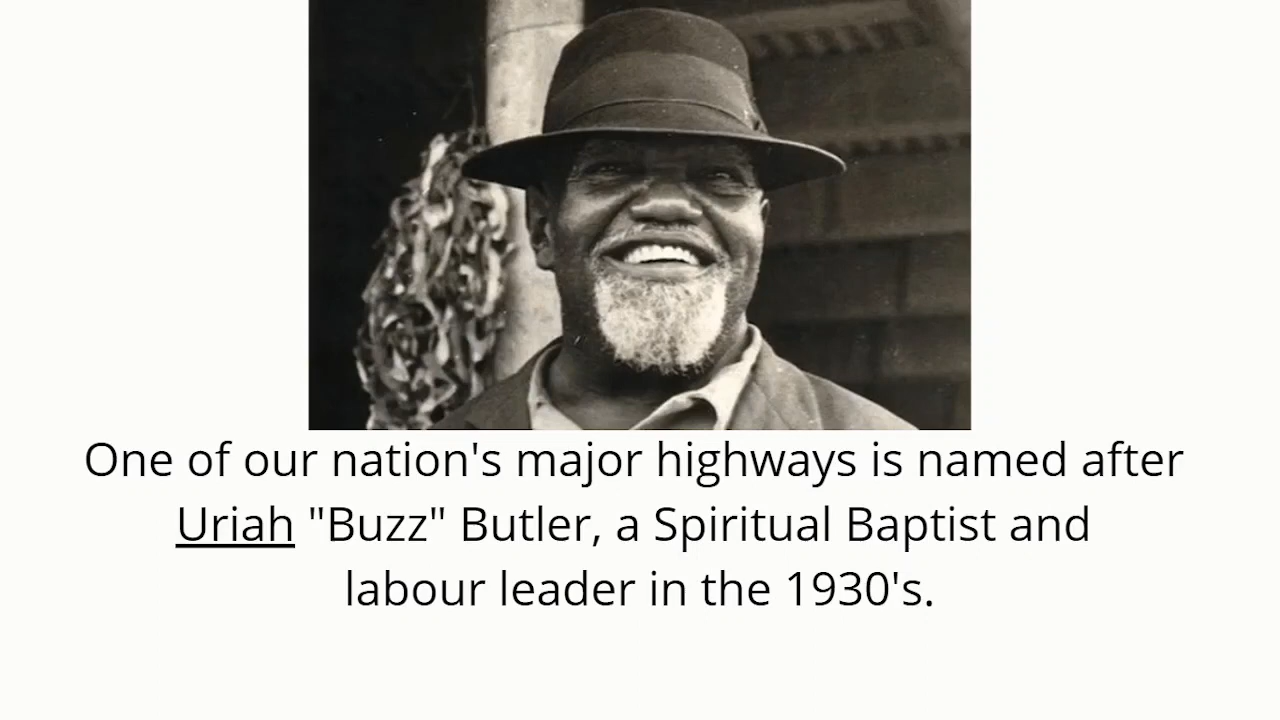 One of our nation's major highways is named after
Uriah "Buzz" Butler, a Spiritual Baptist and
labour leader in the 1930's.